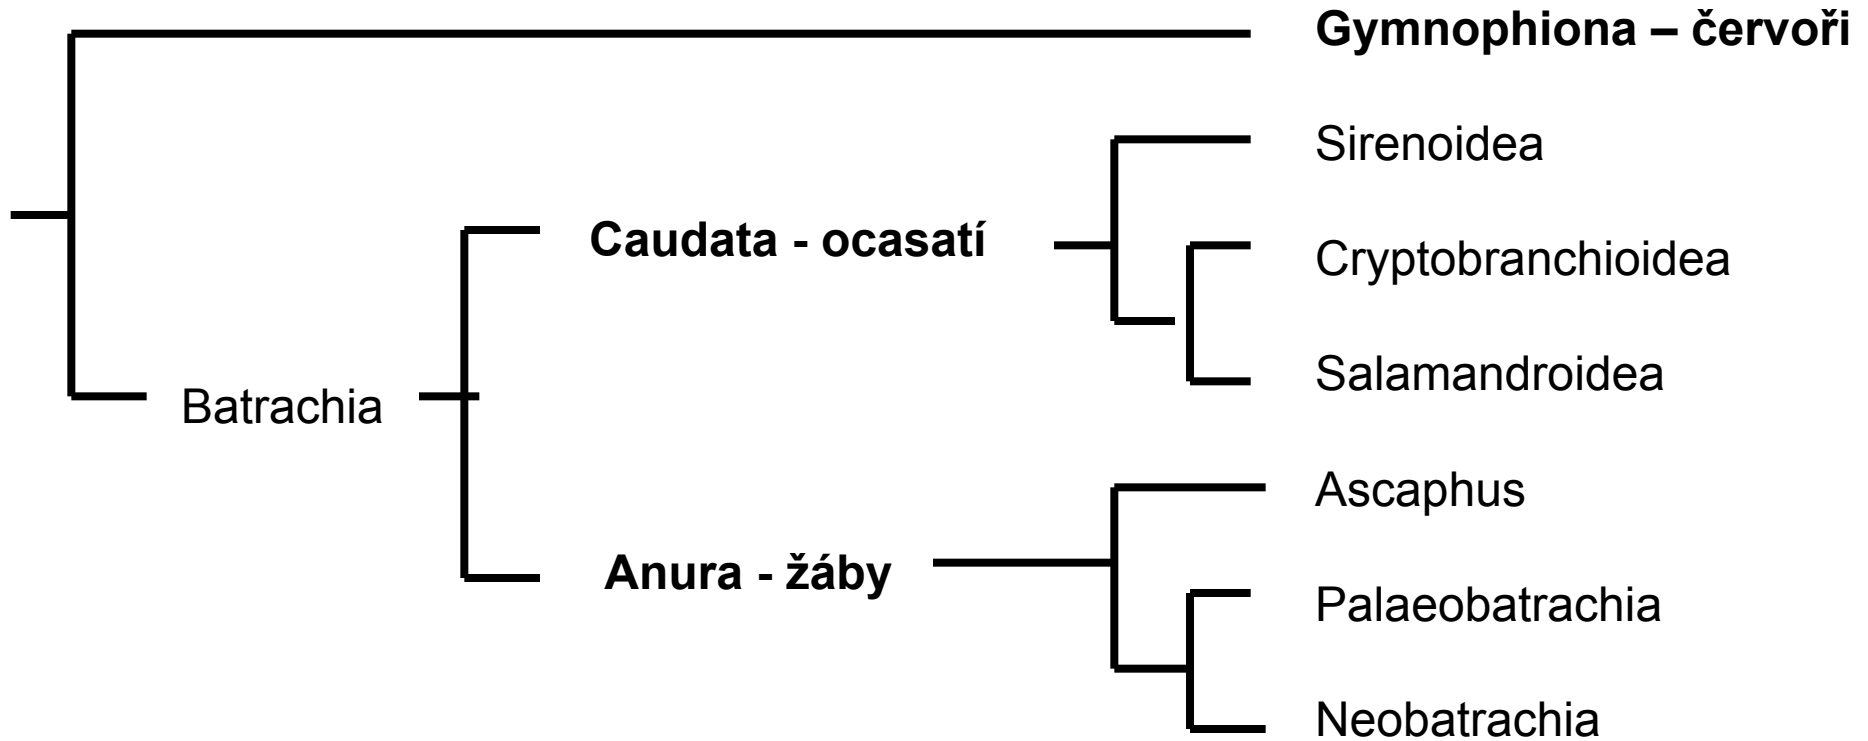 Gymnophiona – červoři
Sirenoidea
Caudata - ocasatí
Cryptobranchioidea
Salamandroidea
Batrachia
Ascaphus
Anura - žáby
Palaeobatrachia
Neobatrachia